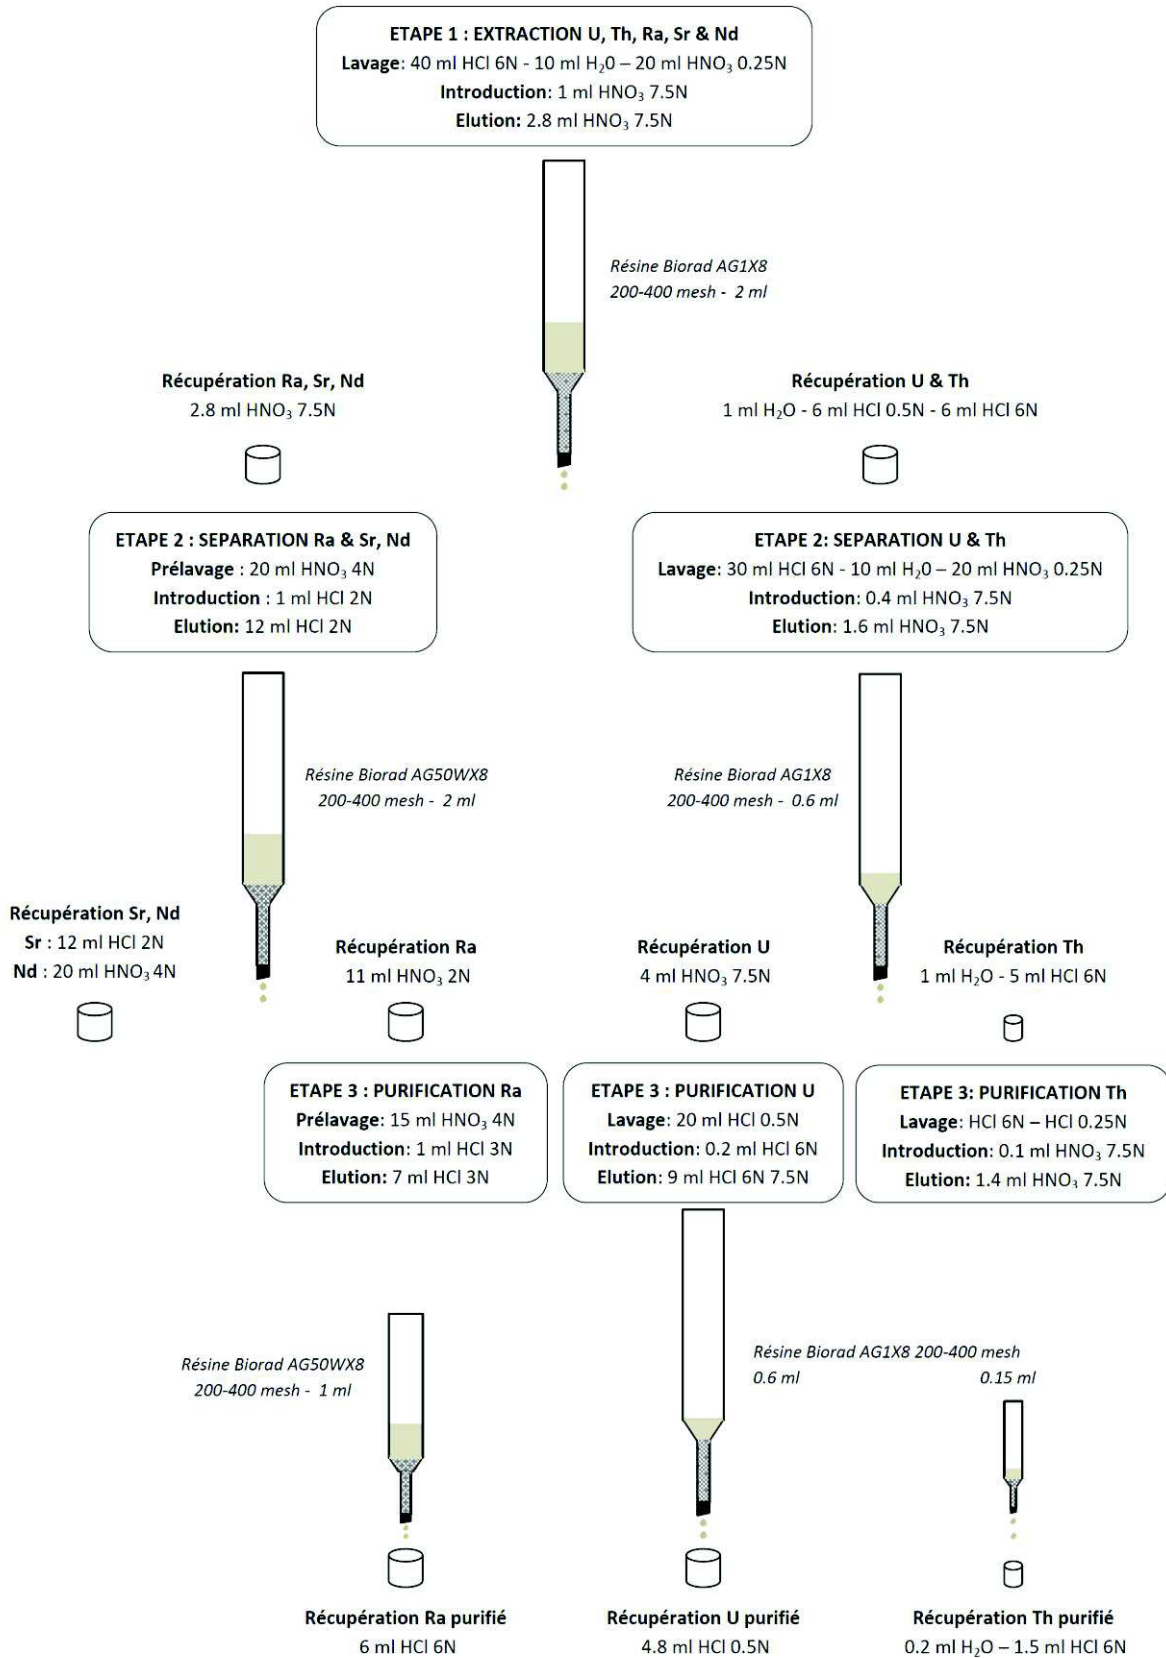 ETAPE 1 : EXTRACTION U, Th, Ra, Sr & Nd
Lavage: 40 ml HCl 6N - 10 ml H₂0 – 20 ml HNO₃ 0.25N
Introduction: 1 ml HNO₃ 7.5N
Elution: 2.8 ml HNO₃ 7.5N
Résine Biorad AG1X8
200-400 mesh - 2 ml
Récupération Ra, Sr, Nd
2.8 ml HNO₃ 7.5N
Récupération U & Th
1 ml H₂O - 6 ml HCl 0.5N - 6 ml HCl 6N
ETAPE 2 : SEPARATION Ra & Sr, Nd
Prélavage : 20 ml HNO₃ 4N
Introduction : 1 ml HCl 2N
Elution: 12 ml HCl 2N
ETAPE 2: SEPARATION U & Th
Lavage: 30 ml HCl 6N - 10 ml H₂0 – 20 ml HNO₃ 0.25N
Introduction: 0.4 ml HNO₃ 7.5N
Elution: 1.6 ml HNO₃ 7.5N
Résine Biorad AG50WX8
200-400 mesh - 2 ml
Résine Biorad AG1X8
200-400 mesh - 0.6 ml
Récupération Sr, Nd
Sr : 12 ml HCl 2N
Nd : 20 ml HNO₃ 4N
Récupération Ra
11 ml HNO₃ 2N
Récupération U
4 ml HNO₃ 7.5N
Récupération Th
1 ml H₂O - 5 ml HCl 6N
ETAPE 3 : PURIFICATION Ra
Prélavage: 15 ml HNO₃ 4N
Introduction: 1 ml HCl 3N
Elution: 7 ml HCl 3N
ETAPE 3 : PURIFICATION U
Lavage: 20 ml HCl 0.5N
Introduction: 0.2 ml HCl 6N
Elution: 9 ml HCl 6N 7.5N
ETAPE 3: PURIFICATION Th
Lavage: HCl 6N – HCl 0.25N
Introduction: 0.1 ml HNO₃ 7.5N
Elution: 1.4 ml HNO₃ 7.5N
Résine Biorad AG50WX8
200-400 mesh - 1 ml
Résine Biorad AG1X8 200-400 mesh
0.6 ml 0.15 ml
Récupération Ra purifié
6 ml HCl 6N
Récupération U purifié
4.8 ml HCl 0.5N
Récupération Th purifié
0.2 ml H₂O – 1.5 ml HCl 6N